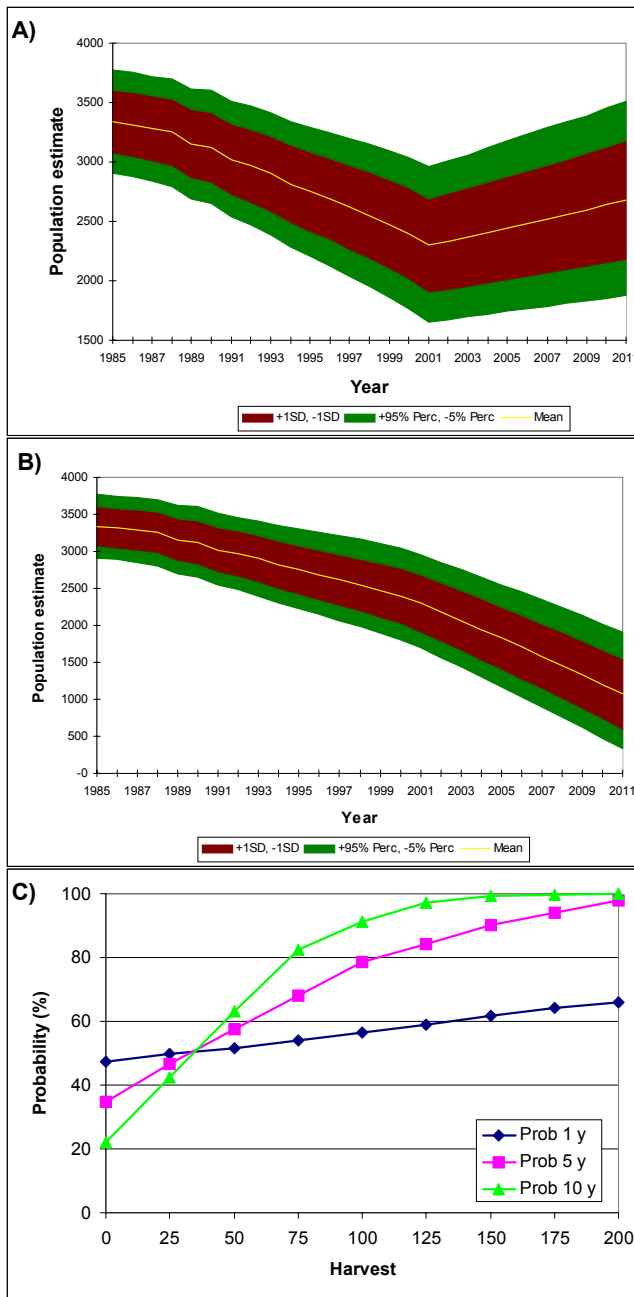 A)
4000
3500
3000
2500
2000
1500
Population estimate
1985 1987 1989 1991 1993 1995 1997 1999 2001 2003 2005 2007 2009 2011
Year
+1SD, -1SD +95% Perc, -5% Perc Mean
B)
4000
3500
3000
2500
2000
1500
1000
500
-0
Population estimate
1985 1987 1989 1991 1993 1995 1997 1999 2001 2003 2005 2007 2009 2011
Year
+1SD, -1SD +95% Perc, -5% Perc Mean
C)
100
80
60
40
20
0
Probability (%)
Prob 1 y
Prob 5 y
Prob 10 y
0 25 50 75 100 125 150 175 200
Harvest